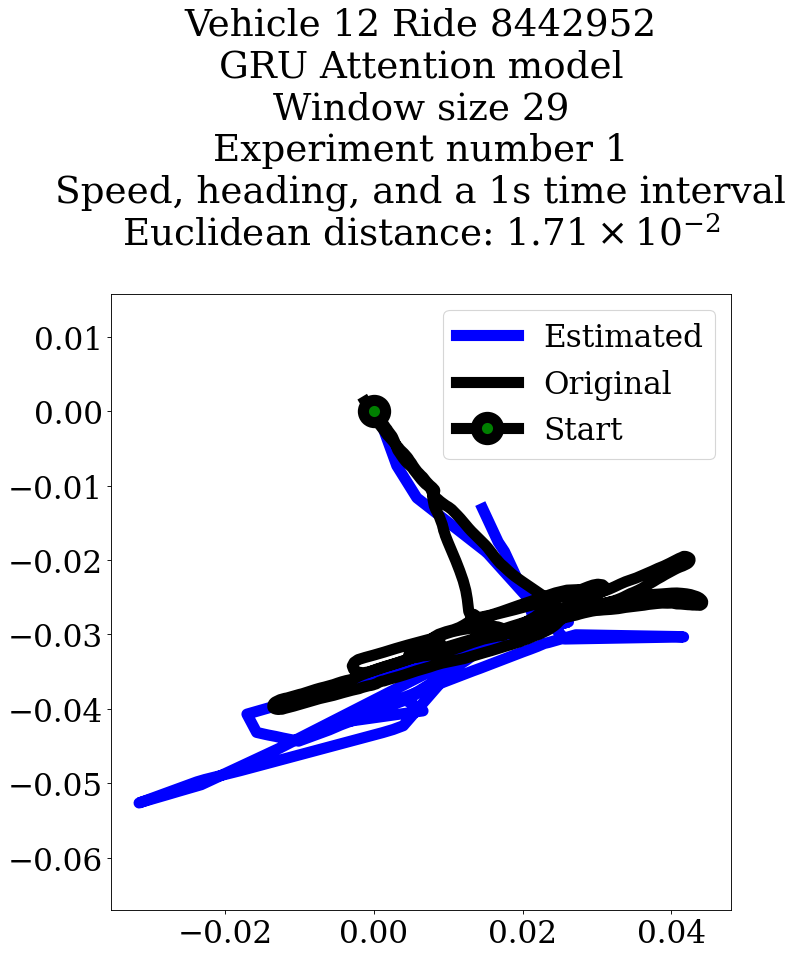 Vehicle 12 Ride 8442952
GRU Attention model
Window size 29
Experiment number 1
Speed, heading, and a 1s time interval
Euclidean distance: 1.71 × 10⁻²
Estimated
Original
Start
0.01
0.00
−0.01
−0.02
−0.03
−0.04
−0.05
−0.06
−0.02 0.00 0.02 0.04